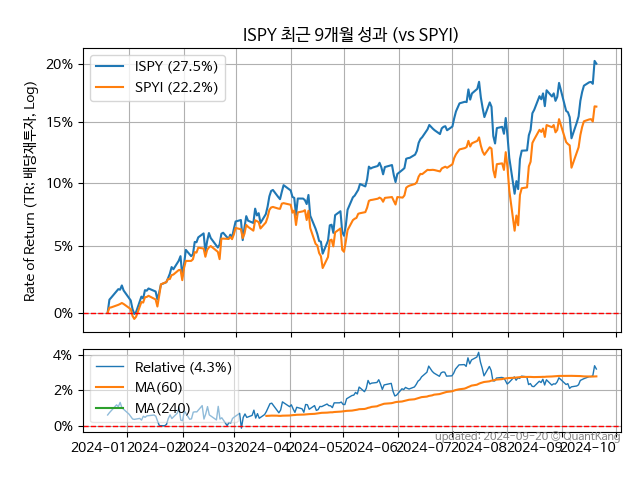 ISPY 최근 9개월 성과 (vs SPYI)
Rate of Return (TR: 배당재투자, Log)
20%
15%
10%
5%
0%
ISPY (27.5%)
SPYI (22.2%)
4%
2%
0%
Relative (4.3%)
MA(60)
MA(240)
2024-01 2024-02 2024-03 2024-04 2024-05 2024-06 2024-07 2024-08 2024-09 2024-10
updated: 2024-09-20 © QuantKang